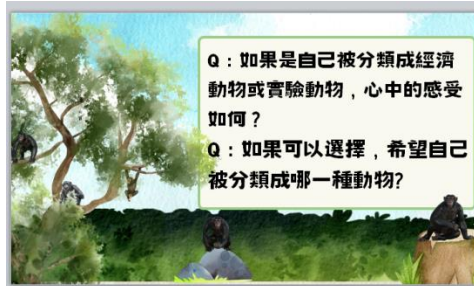 Q：如果是自己被分類成經濟
動物或實驗動物，心中的感受
如何？
Q：如果可以選擇，希望自己
被分類成哪一種動物?